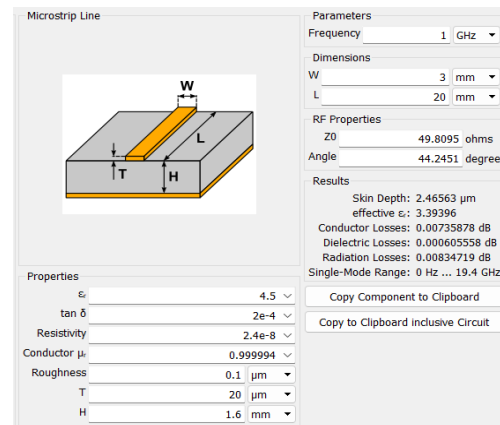 Microstrip Line
W
L
T
H
Properties
εr 4.5
tan δ 2e-4
Resistivity 2.4e-8
Conductor μr 0.999994
Roughness 0.1 μm
T 20 μm
H 1.6 mm
Parameters
Frequency 1 GHz
Dimensions
W 3 mm
L 20 mm
RF Properties
Z0 49.8095 ohms
Angle 44.2451 degree
Results
Skin Depth: 2.46563 μm
effective εr: 3.39396
Conductor Losses: 0.00735878 dB
Dielectric Losses: 0.000605558 dB
Radiation Losses: 0.00834719 dB
Single-Mode Range: 0 Hz ... 19.4 GHz
Copy Component to Clipboard
Copy to Clipboard inclusive Circuit